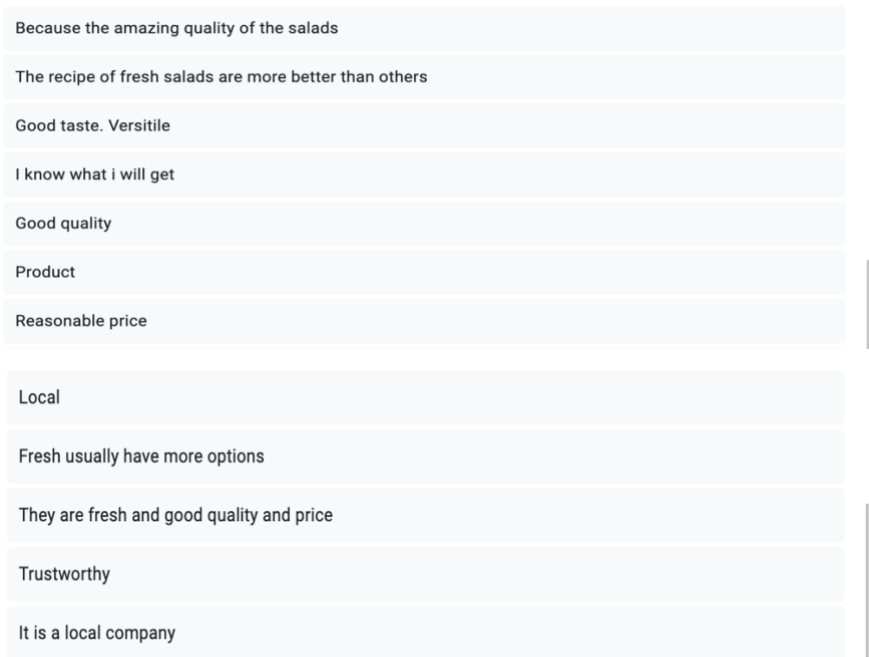 Because the amazing quality of the salads
The recipe of fresh salads are more better than others
Good taste. Versitile
I know what i will get
Good quality
Product
Reasonable price
Local
Fresh usually have more options
They are fresh and good quality and price
Trustworthy
It is a local company